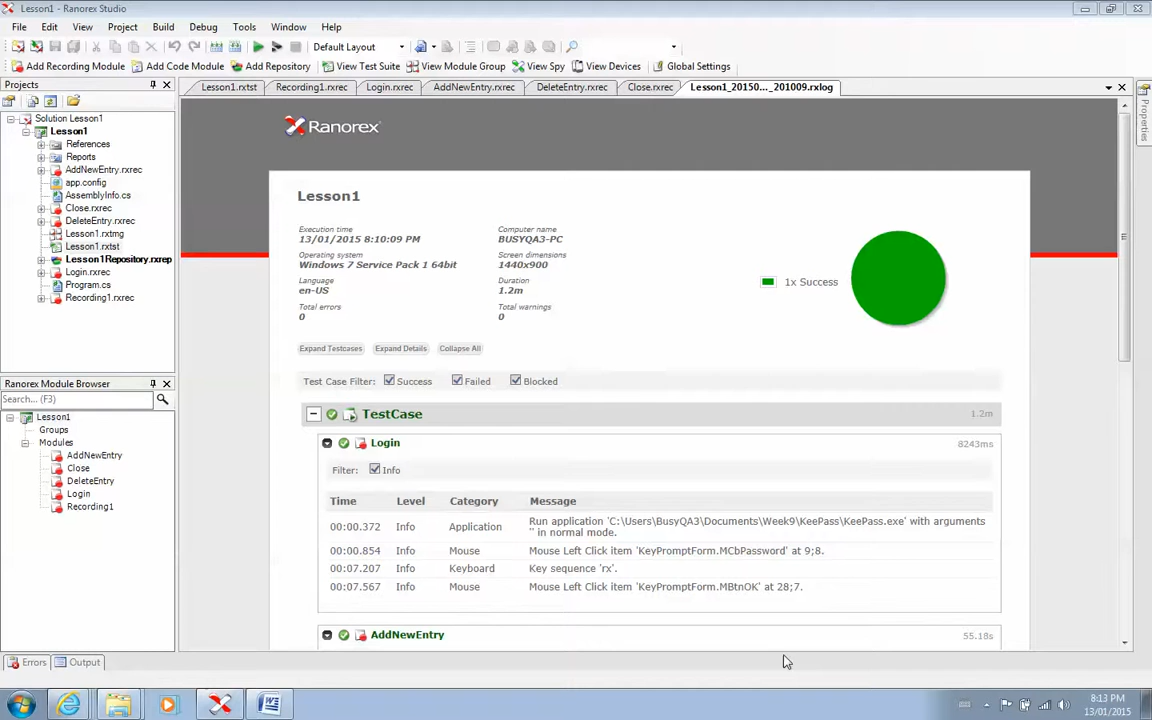 Lesson1 - Ranorex Studio
File Edit View Project Build Debug Tools Window Help
Default Layout
Add Recording Module Add Code Module Add Repository View Test Suite View Module Group View Spy View Devices Global Settings
Projects
Lesson1.rxtst Recording1.rxrec Login.rxrec AddNewEntry.rxrec DeleteEntry.rxrec Close.rxrec Lesson1_20150..._201009.rxlog
Properties
Solution Lesson1
Lesson1
References
Reports
AddNewEntry.rxrec
app.config
AssemblyInfo.cs
Close.rxrec
DeleteEntry.rxrec
Lesson1.rxtmg
Lesson1.rxtst
Lesson1Repository.rxrep
Login.rxrec
Program.cs
Recording1.rxrec
Ranorex Module Browser
Search... (F3)
Lesson1
Groups
Modules
AddNewEntry
Close
DeleteEntry
Login
Recording1
Ranorex
Lesson1
Execution time
13/01/2015 8:10:09 PM
Computer name
BUSYQA3-PC
Operating system
Windows 7 Service Pack 1 64bit
Screen dimensions
1440x900
Language
en-US
Duration
1.2m
Total errors
0
Total warnings
0
1x Success
Expand Testcases Expand Details Collapse All
Test Case Filter: Success Failed Blocked
TestCase 1.2m
Login 8243ms
Filter: Info
Time Level Category Message
00:00.372 Info Application Run application 'C:\Users\BusyQA3\Documents\Week9\KeePass\KeePass.exe' with arguments
'' in normal mode.
00:00.854 Info Mouse Mouse Left Click item 'KeyPromptForm.MCbPassword' at 9;8.
00:07.207 Info Keyboard Key sequence 'rx'.
00:07.567 Info Mouse Mouse Left Click item 'KeyPromptForm.MBtnOK' at 28;7.
AddNewEntry 55.18s
Errors Output
8:13 PM
13/01/2015